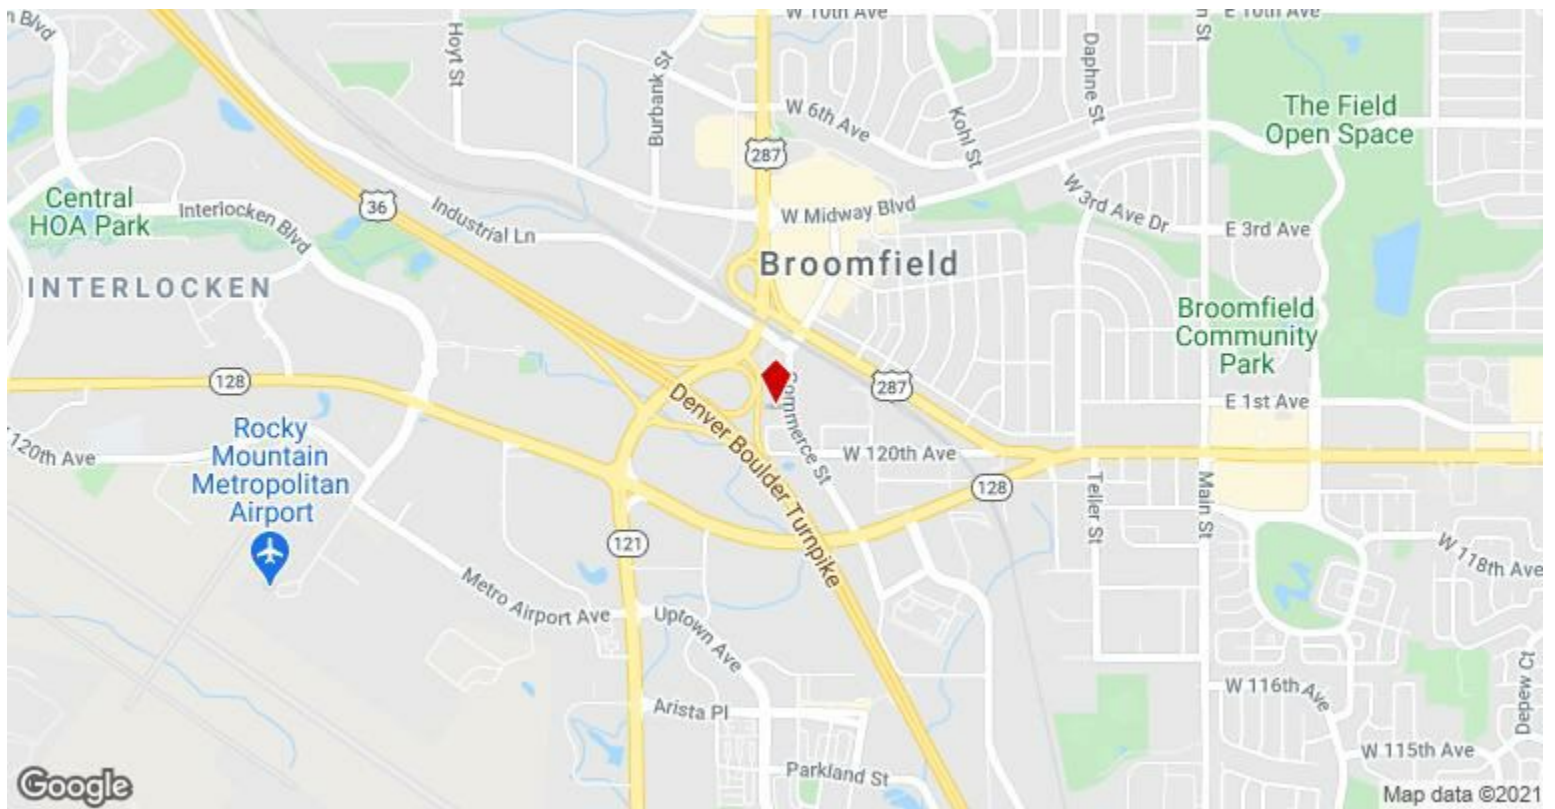 n Blvd
Hoyt St
W 10th Ave
n St
E 10th Ave
Daphne St
Burbank St
W 6th Ave
Kohl St
The Field
Open Space
287
Central
HOA Park
Interlocken Blvd
36
Industrial Ln
W Midway Blvd
W 3rd Ave Dr
E 3rd Ave
INTERLOCKEN
Broomfield
Broomfield
Community
Park
128
287
E 1st Ave
Denver Boulder Turnpike
Commerce St
120th Ave
Rocky
Mountain
Metropolitan
Airport
W 120th Ave
128
Teller St
Main St
121
W 118th Ave
Metro Airport Ave
Uptown Ave
W 116th Ave
Depew Ct
Arista Pl
W 115th Ave
Parkland St
Google
Map data ©2021